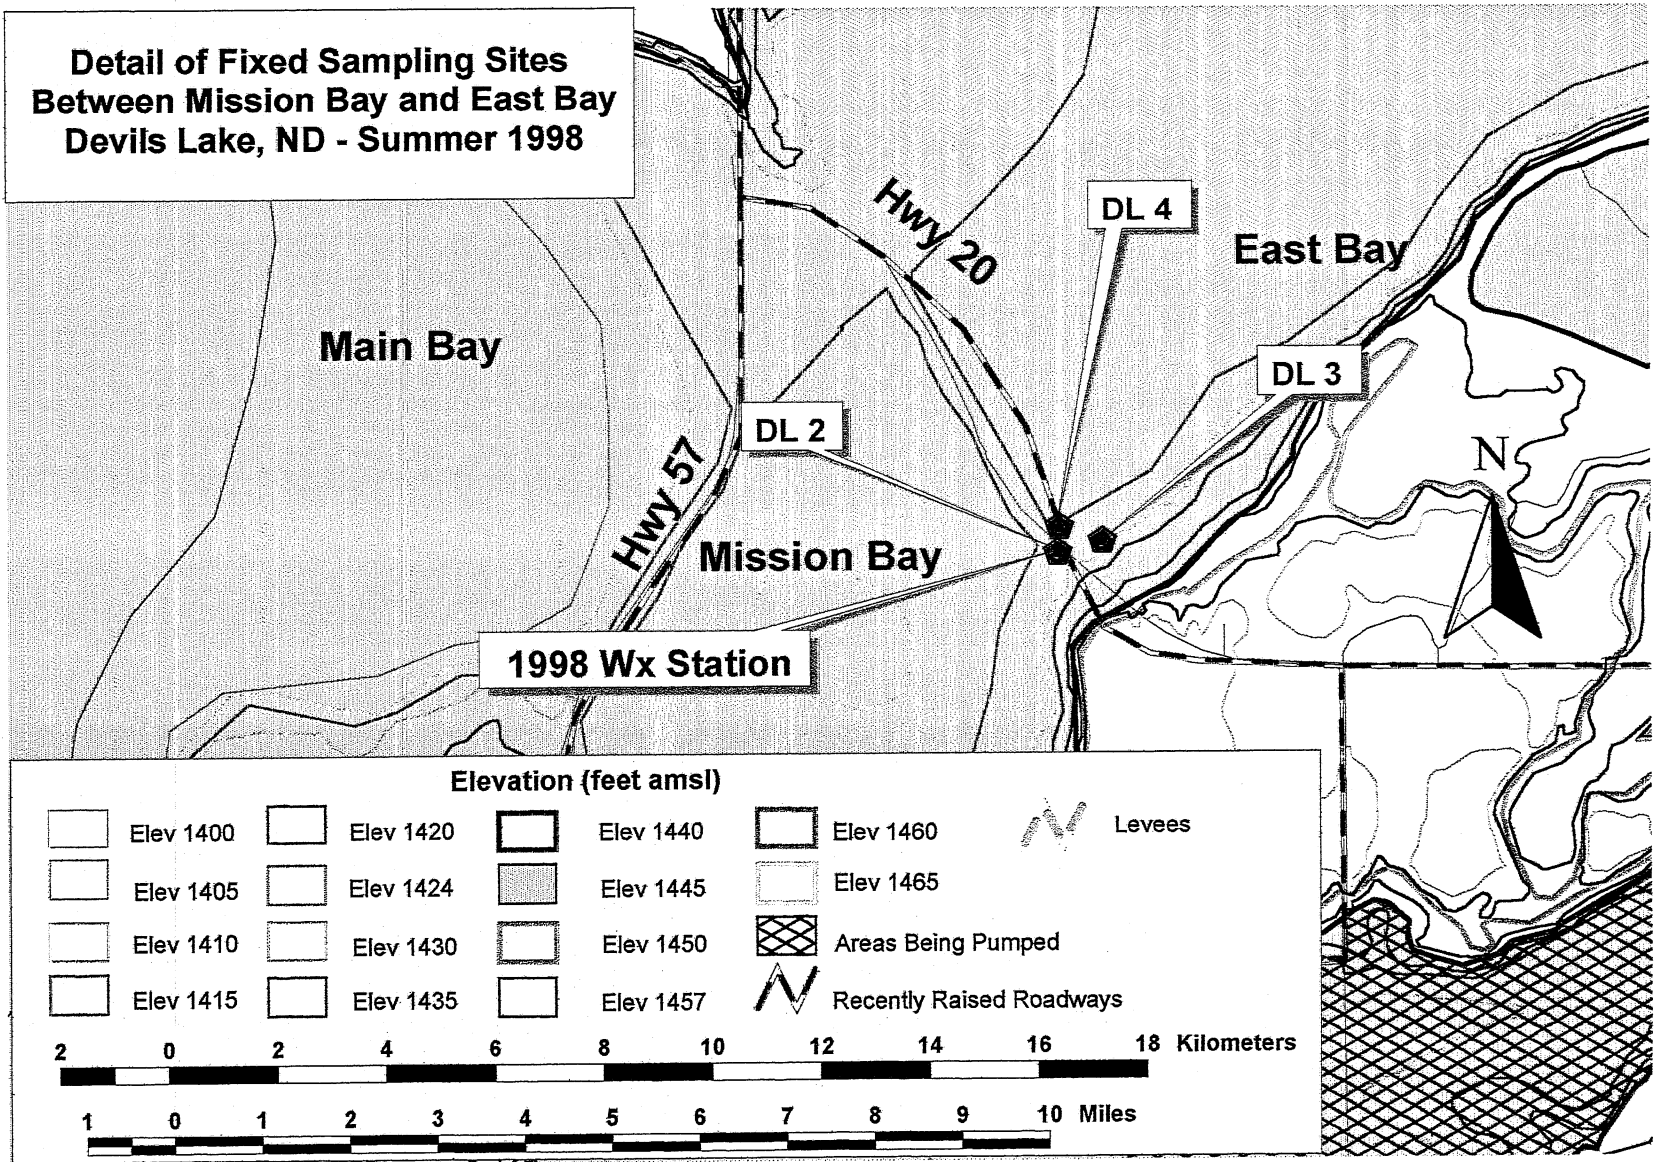 Detail of Fixed Sampling Sites
Between Mission Bay and East Bay
Devils Lake, ND - Summer 1998
Hwy 20
DL 4
East Bay
Main Bay
DL 3
DL 2
N
Hwy 57
Mission Bay
1998 Wx Station
Elevation (feet amsl)
Elev 1400
Elev 1420
Elev 1440
Elev 1460
Levees
Elev 1405
Elev 1424
Elev 1445
Elev 1465
Elev 1410
Elev 1430
Elev 1450
Areas Being Pumped
Elev 1415
Elev 1435
Elev 1457
Recently Raised Roadways
2 0 2 4 6 8 10 12 14 16 18 Kilometers
1 0 1 2 3 4 5 6 7 8 9 10 Miles